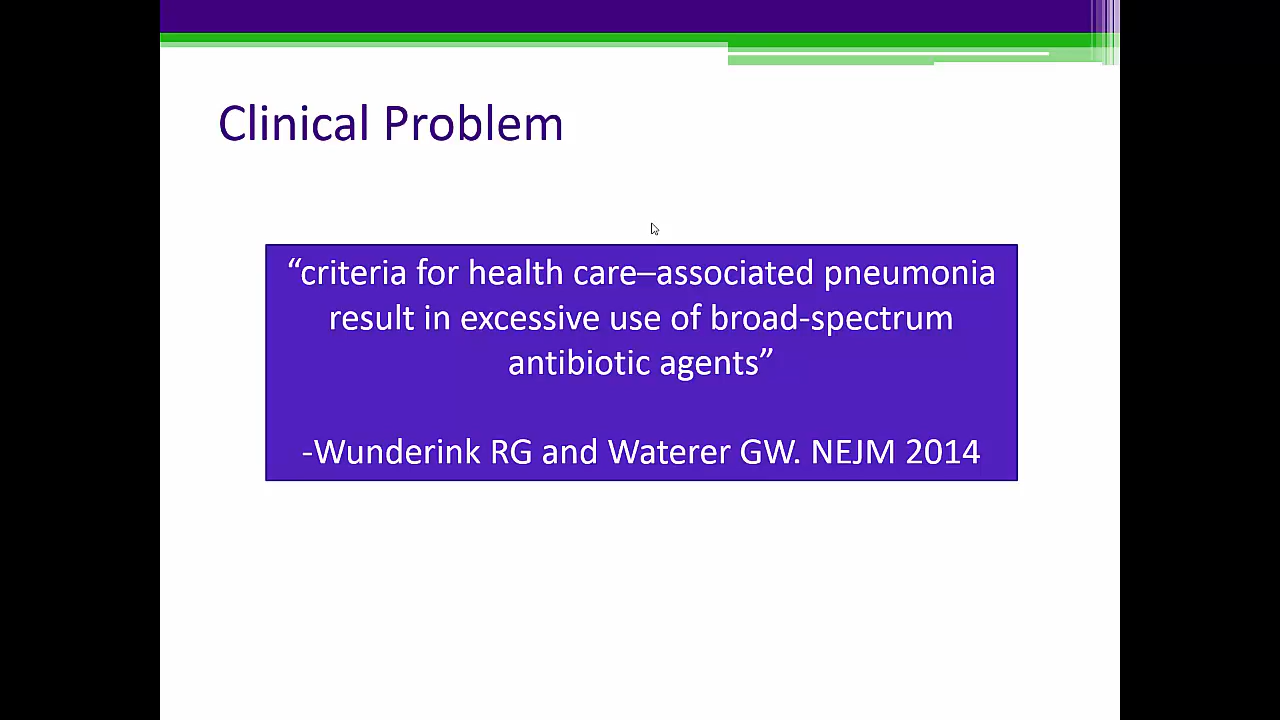 Clinical Problem
“criteria for health care–associated pneumonia
result in excessive use of broad-spectrum
antibiotic agents”
-Wunderink RG and Waterer GW. NEJM 2014